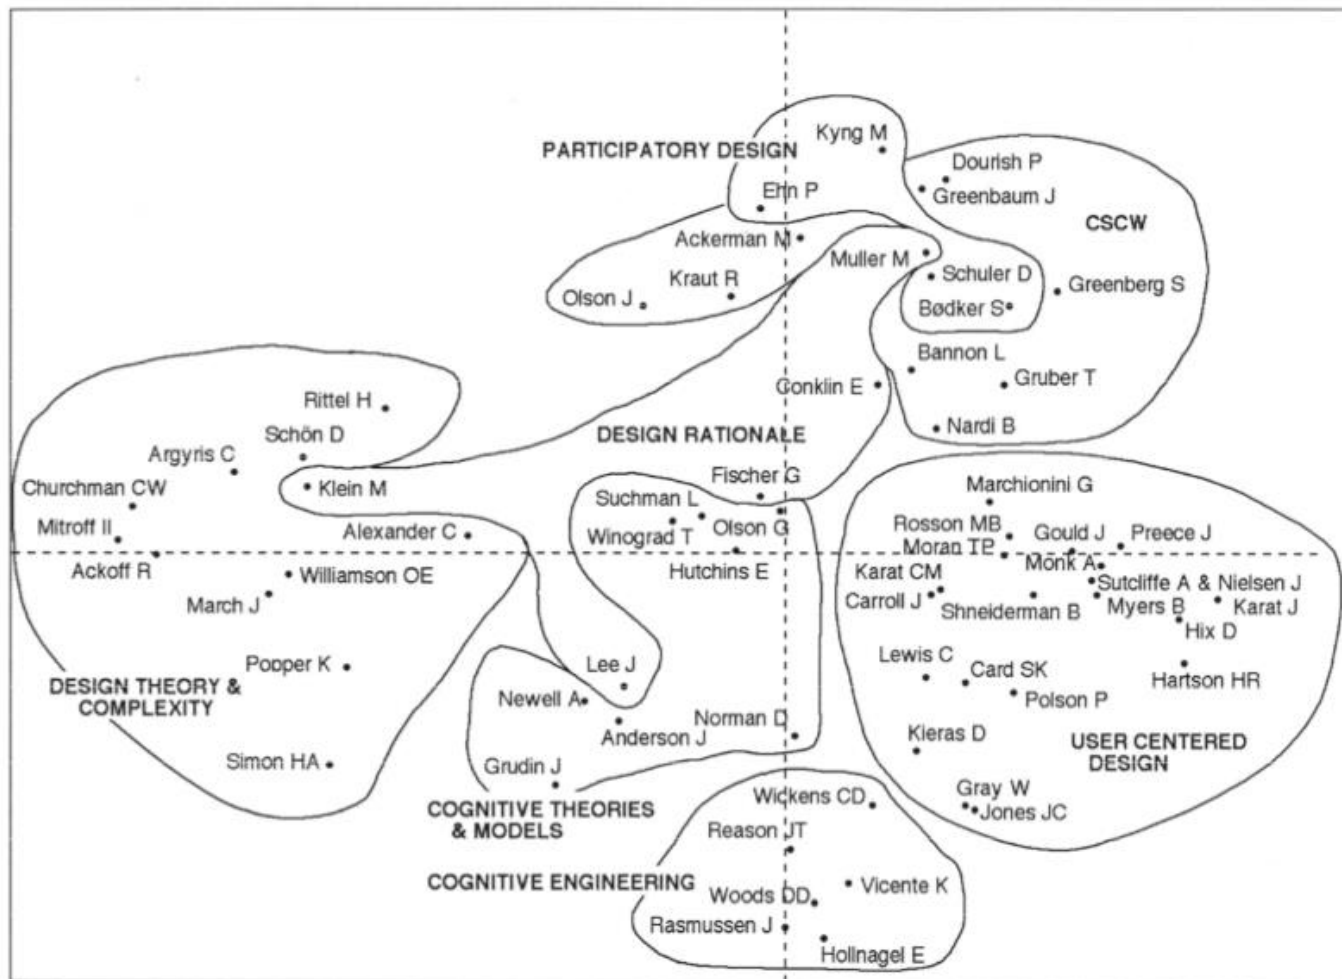 Kyng M
PARTICIPATORY DESIGN
Dourish P
Ehn P
Greenbaum J
CSCW
Ackerman M
Muller M
Schuler D
Kraut R
Olson J
Greenberg S
Bødker S
Bannon L
Conklin E
Gruber T
Rittel H
Nardi B
Schön D
DESIGN RATIONALE
Argyris C
Fischer G
Churchman CW
Klein M
Suchman L
Marchionini G
Mitroff II
Alexander C
Winograd T
Olson G
Rosson MB
Gould J
Preece J
Moran TP
Ackoff R
Williamson OE
Hutchins E
Monk A
Karat CM
Sutcliffe A & Nielsen J
March J
Carroll J
Shneiderman B
Myers B
Karat J
Hix D
Popper K
Lee J
Lewis C
Card SK
Hartson HR
DESIGN THEORY &
COMPLEXITY
Newell A
Polson P
Anderson J
Norman D
Kieras D
USER CENTERED
DESIGN
Simon HA
Grudin J
Gray W
Jones JC
COGNITIVE THEORIES
& MODELS
Wickens CD
Reason JT
COGNITIVE ENGINEERING
Vicente K
Woods DD
Rasmussen J
Hollnagel E